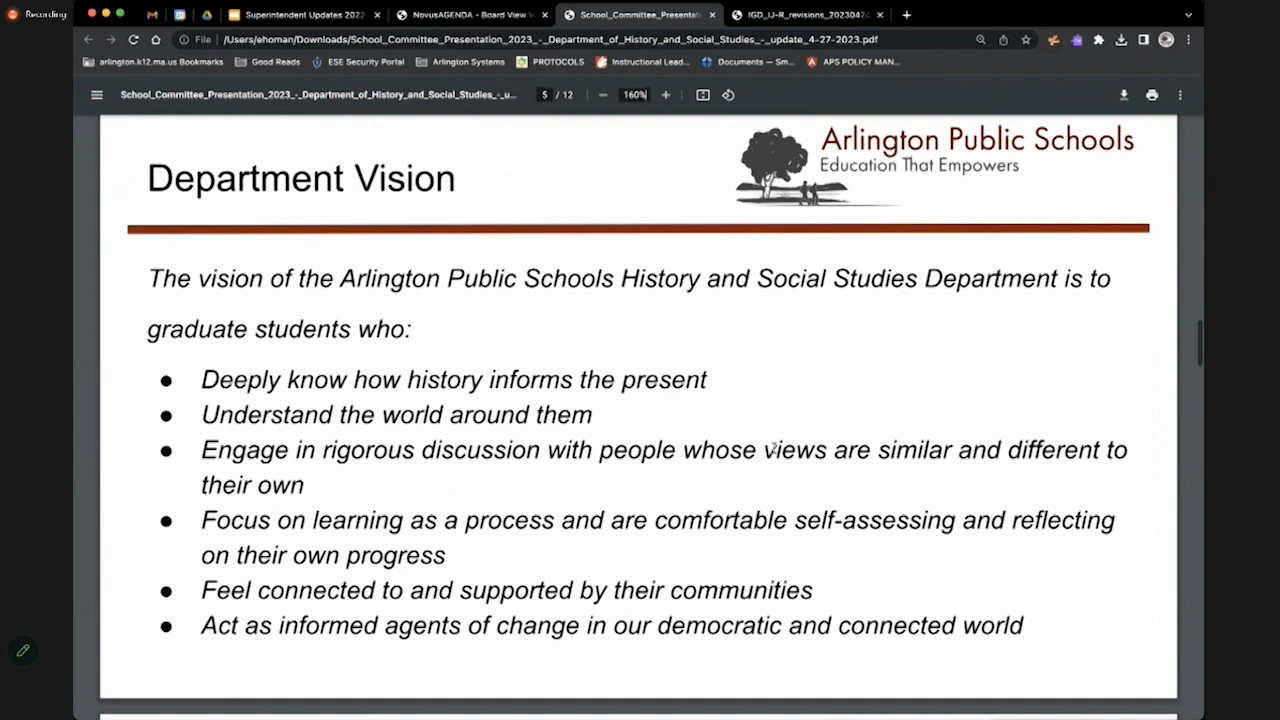 Recording
Superintendent Updates 2022-
NovusAGENDA - Board View V
School_Committee_Presentat
IGD_IJ-R_revisions_20230424
File
/Users/ehoman/Downloads/School_Committee_Presentation_2023_-_Department_of_History_and_Social_Studies_-_update_4-27-2023.pdf
arlington.k12.ma.us Bookmarks
Good Reads
ESE Security Portal
Arlington Systems
PROTOCOLS
Instructional Lead...
Documents — Sm...
APS POLICY MAN...
School_Committee_Presentation_2023_-_Department_of_History_and_Social_Studies_-_u...
5 / 12
160%
Arlington Public Schools
Education That Empowers
Department Vision
The vision of the Arlington Public Schools History and Social Studies Department is to
graduate students who:
● Deeply know how history informs the present
● Understand the world around them
● Engage in rigorous discussion with people whose views are similar and different to
their own
● Focus on learning as a process and are comfortable self-assessing and reflecting
on their own progress
● Feel connected to and supported by their communities
● Act as informed agents of change in our democratic and connected world